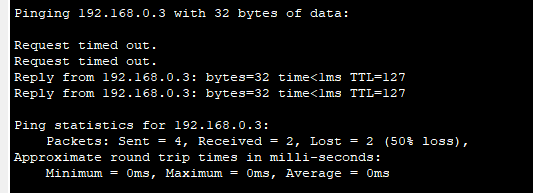 Pinging 192.168.0.3 with 32 bytes of data:
Request timed out.
Request timed out.
Reply from 192.168.0.3: bytes=32 time<1ms TTL=127
Reply from 192.168.0.3: bytes=32 time<1ms TTL=127
Ping statistics for 192.168.0.3:
Packets: Sent = 4, Received = 2, Lost = 2 (50% loss),
Approximate round trip times in milli-seconds:
Minimum = 0ms, Maximum = 0ms, Average = 0ms